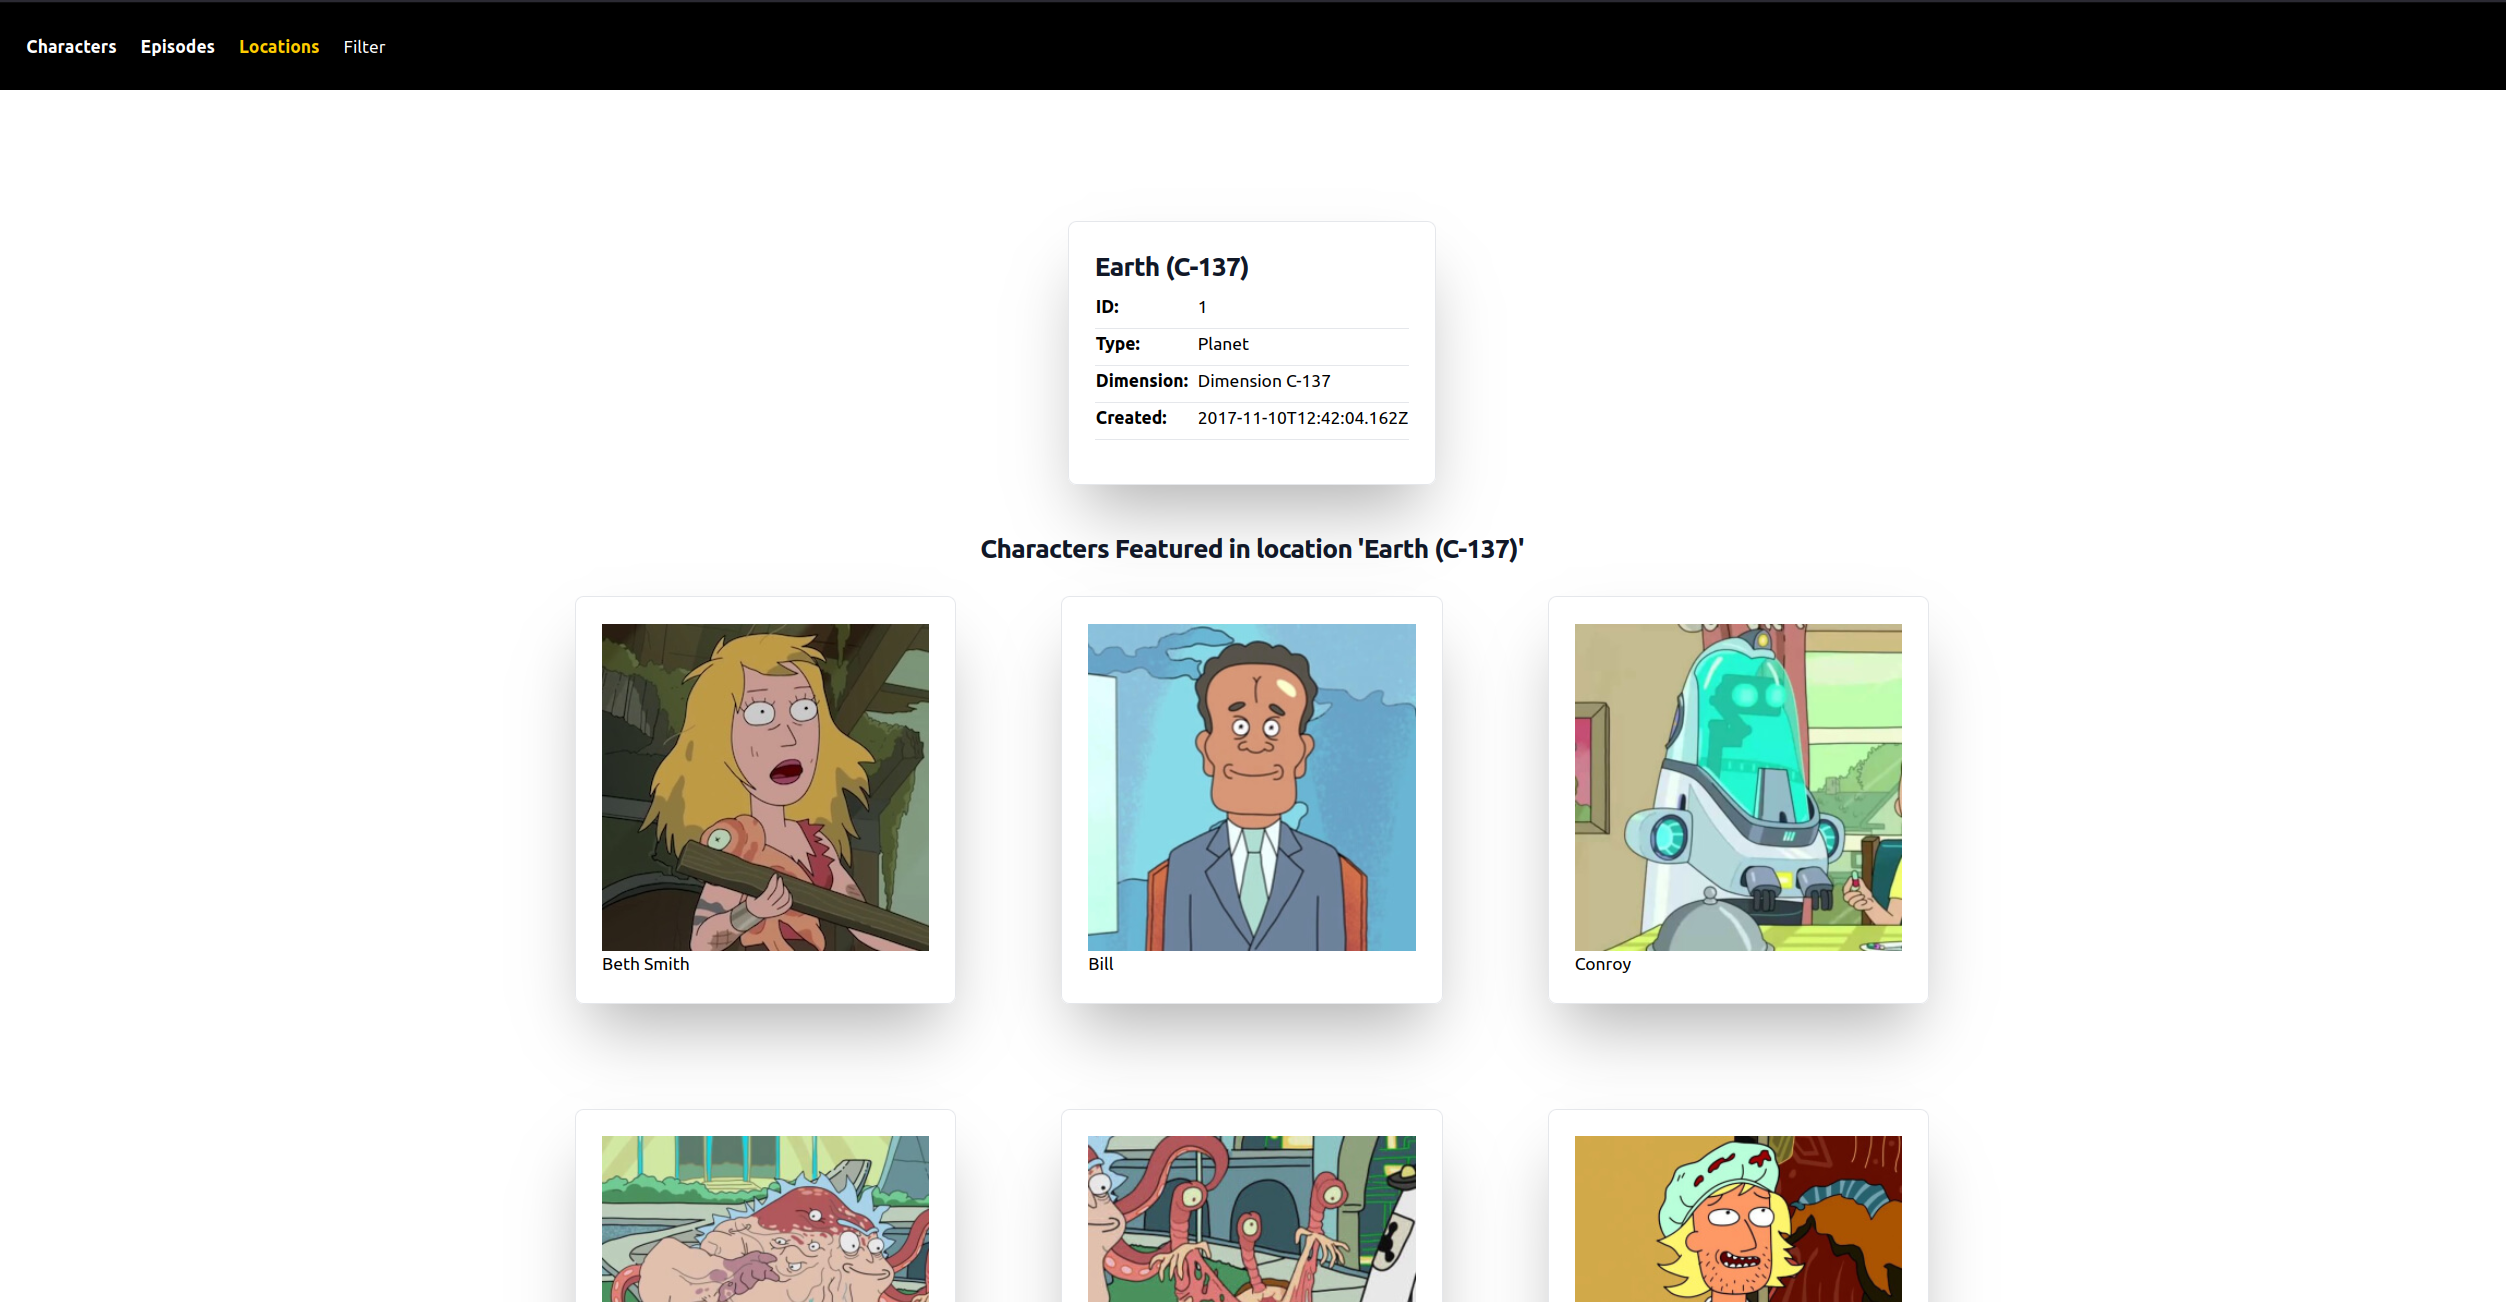 Characters Episodes Locations Filter
Earth (C-137)
ID: 1
Type: Planet
Dimension: Dimension C-137
Created: 2017-11-10T12:42:04.162Z
Characters Featured in location 'Earth (C-137)'
Beth Smith
Bill
Conroy